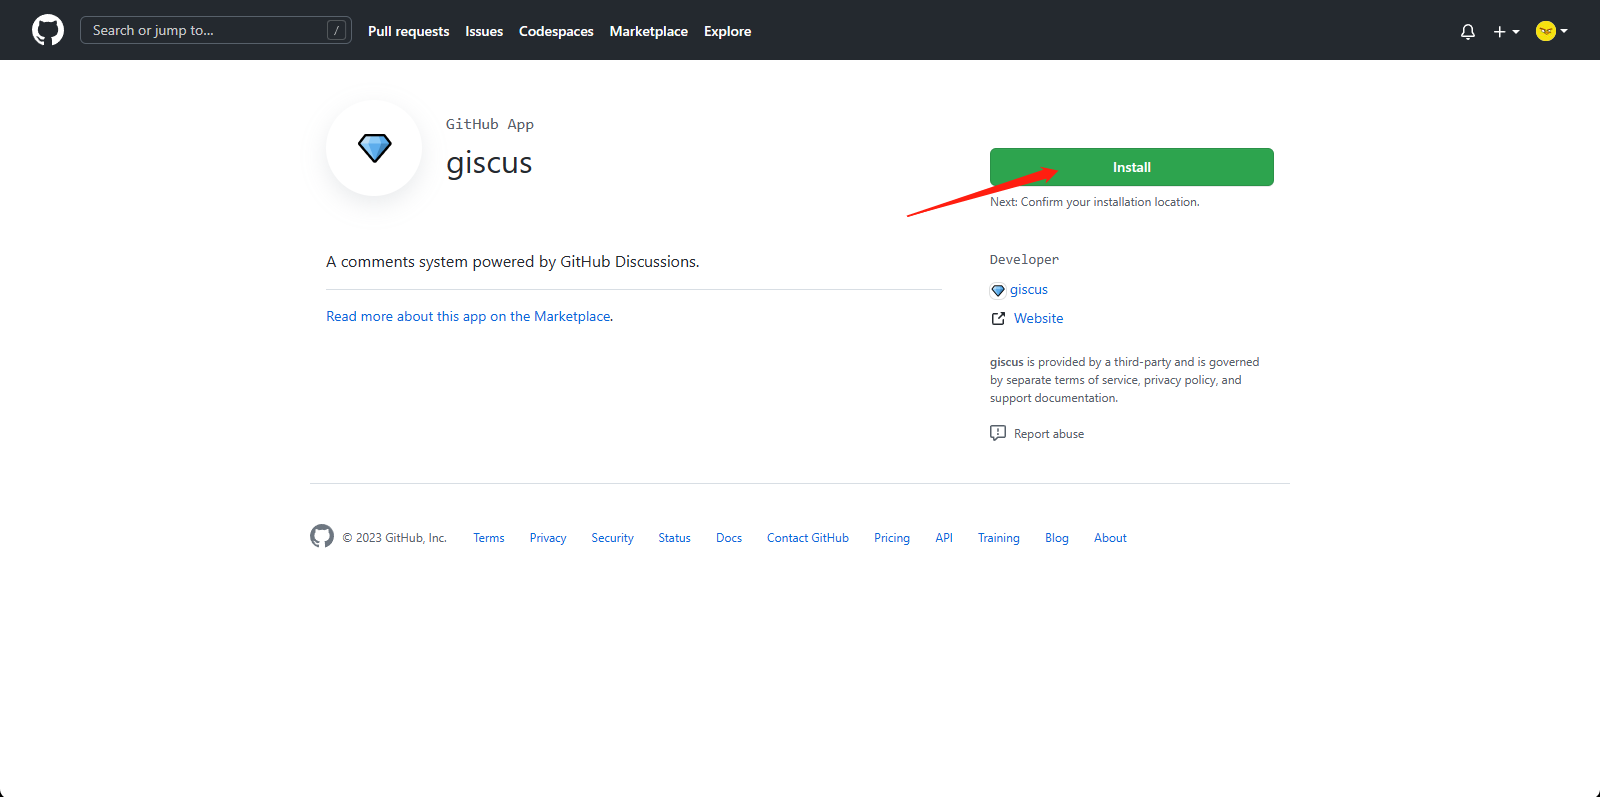 Search or jump to... /
Pull requests Issues Codespaces Marketplace Explore
GitHub App
giscus
Install
Next: Confirm your installation location.
A comments system powered by GitHub Discussions.
Read more about this app on the Marketplace.
Developer
giscus
Website
giscus is provided by a third-party and is governed
by separate terms of service, privacy policy, and
support documentation.
Report abuse
© 2023 GitHub, Inc. Terms Privacy Security Status Docs Contact GitHub Pricing API Training Blog About